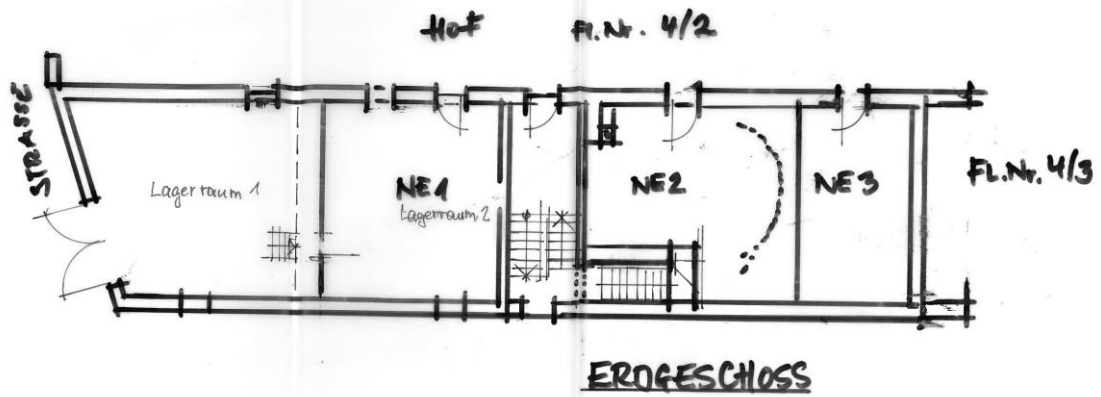 Hof Fl.Nr. 4/2
STRASSE
Lagerraum 1
NE1
Lagerraum 2
NE2
NE3
FL.Nr. 4/3
ERDGESCHOSS